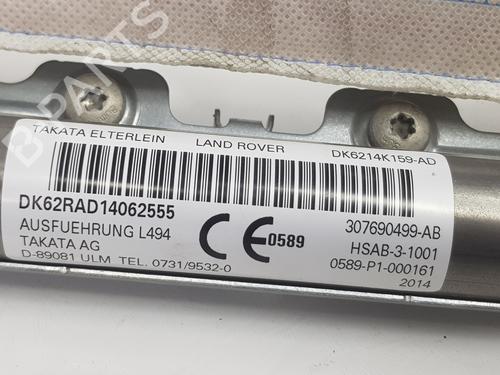 B-PARTS
TAKATA ELTERLEIN LAND ROVER DK6214K159-AD
DK62RAD14062555
AUSFUEHRUNG L494
TAKATA AG
D-89081 ULM TEL. 0731/9532-0
CE 0589
307690499-AB
HSAB-3-1001
0589-P1-000161
2014